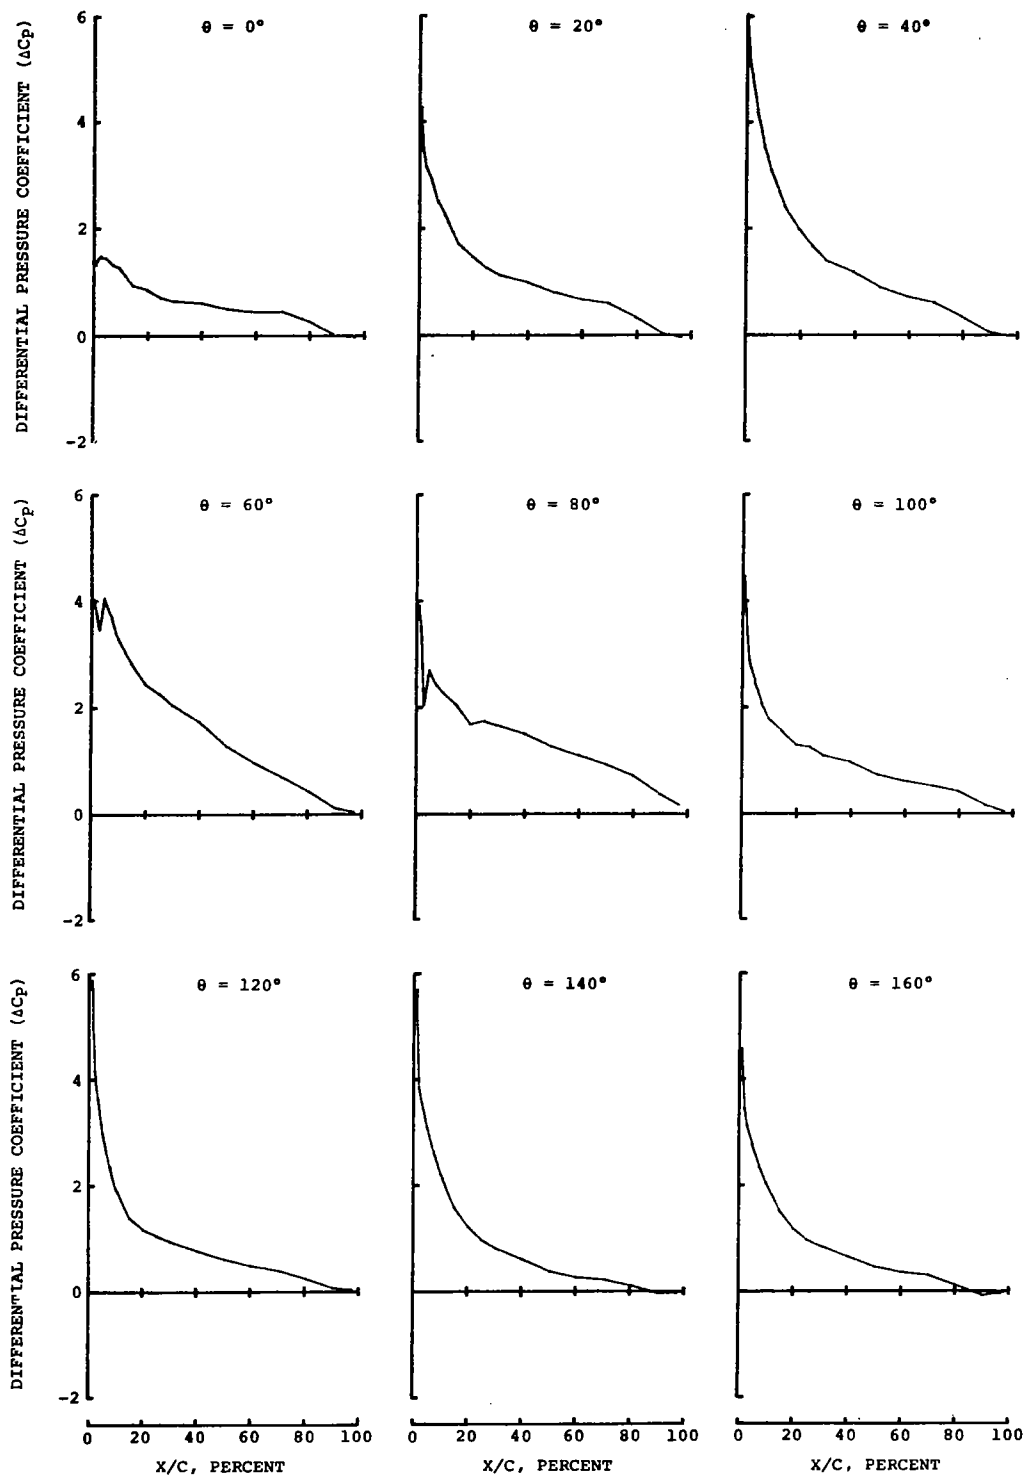 DIFFERENTIAL PRESSURE COEFFICIENT (ΔCp)
6
4
2
0
-2
θ = 0°
θ = 20°
θ = 40°
DIFFERENTIAL PRESSURE COEFFICIENT (ΔCp)
6
4
2
0
-2
θ = 60°
θ = 80°
θ = 100°
DIFFERENTIAL PRESSURE COEFFICIENT (ΔCp)
6
4
2
0
-2
θ = 120°
θ = 140°
θ = 160°
0 20 40 60 80 100
0 20 40 60 80 100
0 20 40 60 80 100
X/C, PERCENT
X/C, PERCENT
X/C, PERCENT